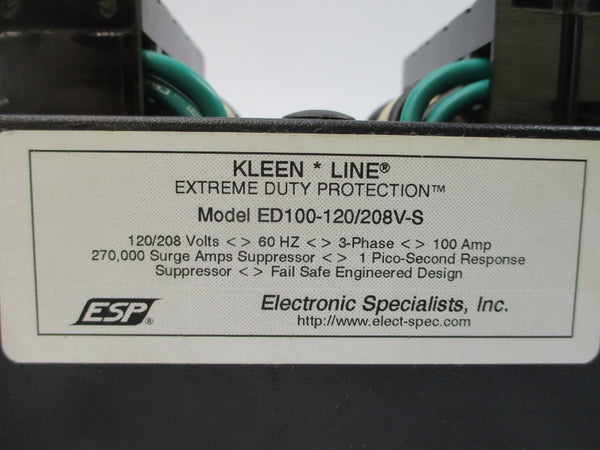 KLEEN * LINE®
EXTREME DUTY PROTECTION™
Model ED100-120/208V-S
120/208 Volts <> 60 HZ <> 3-Phase <> 100 Amp
270,000 Surge Amps Suppressor <> 1 Pico-Second Response
Suppressor <> Fail Safe Engineered Design
ESP®
Electronic Specialists, Inc.
http://www.elect-spec.com